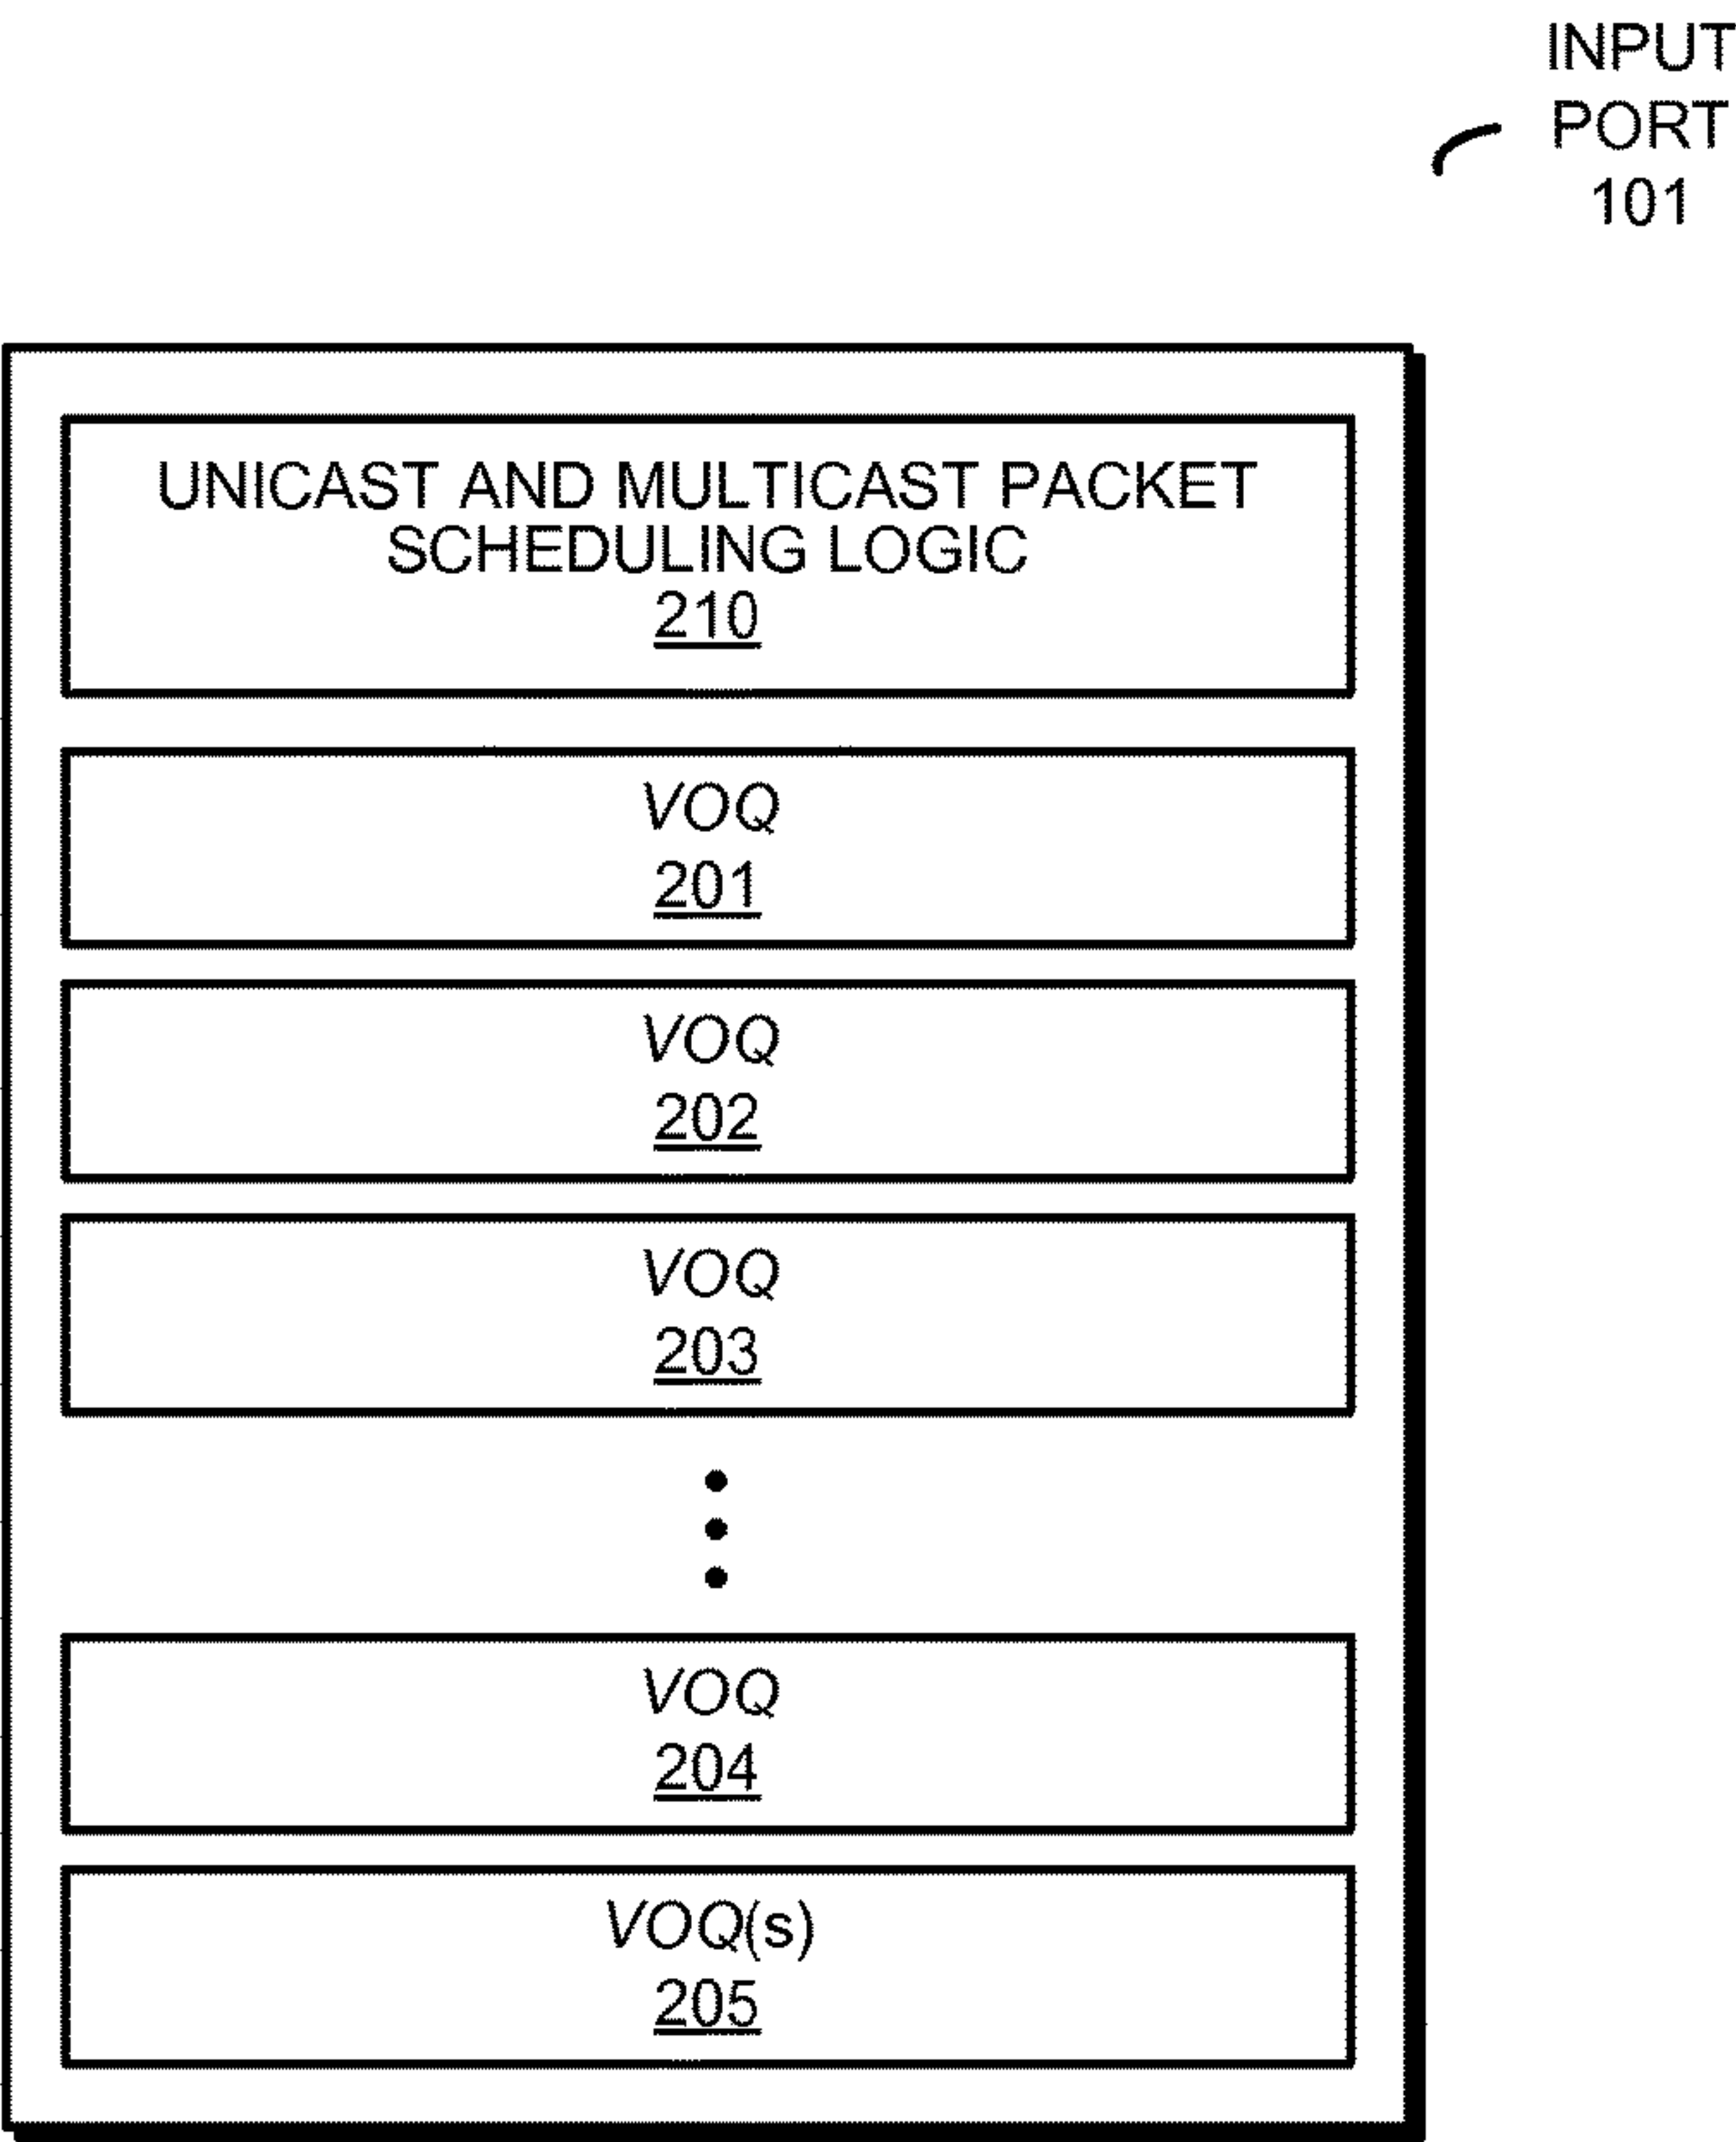 INPUT
PORT
101
UNICAST AND MULTICAST PACKET
SCHEDULING LOGIC
210
VOQ
201
VOQ
202
VOQ
203
VOQ
204
VOQ(s)
205